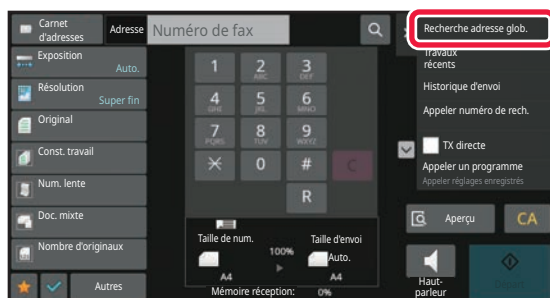 Carnet
d'adresses
Adresse
Numéro de fax
Recherche adresse glob.
Exposition
Auto.
Résolution
Super fin
Original
Const. travail
Num. lente
Doc. mixte
Nombre d'originaux
Autres
1
2
ABC
3
DEF
4
GHI
5
JKL
6
MNO
7
PQRS
8
TUV
9
WXYZ
0
#
C
R
Taille de num.
100%
Taille d'envoi
Auto.
A4
A4
Mémoire réception: 0%
Travaux
récents
Historique d'envoi
Appeler numéro de rech.
TX directe
Appeler un programme
Appeler réglages enregistrés
Aperçu
CA
Haut-
parleur
Départ